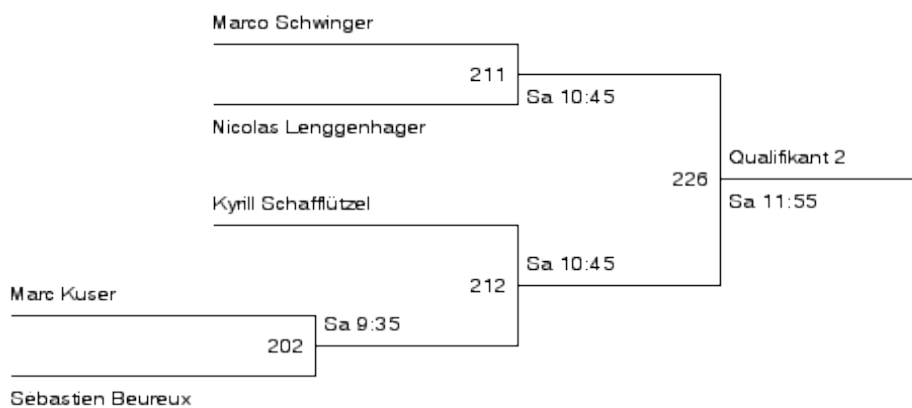 Marco Schwinger
211
Sa 10:45
Nicolas Lenggenhager
Qualifikant 2
226
Sa 11:55
Kyrill Schafflützel
Sa 10:45
212
Marc Kuser
Sa 9:35
202
Sébastien Beureux